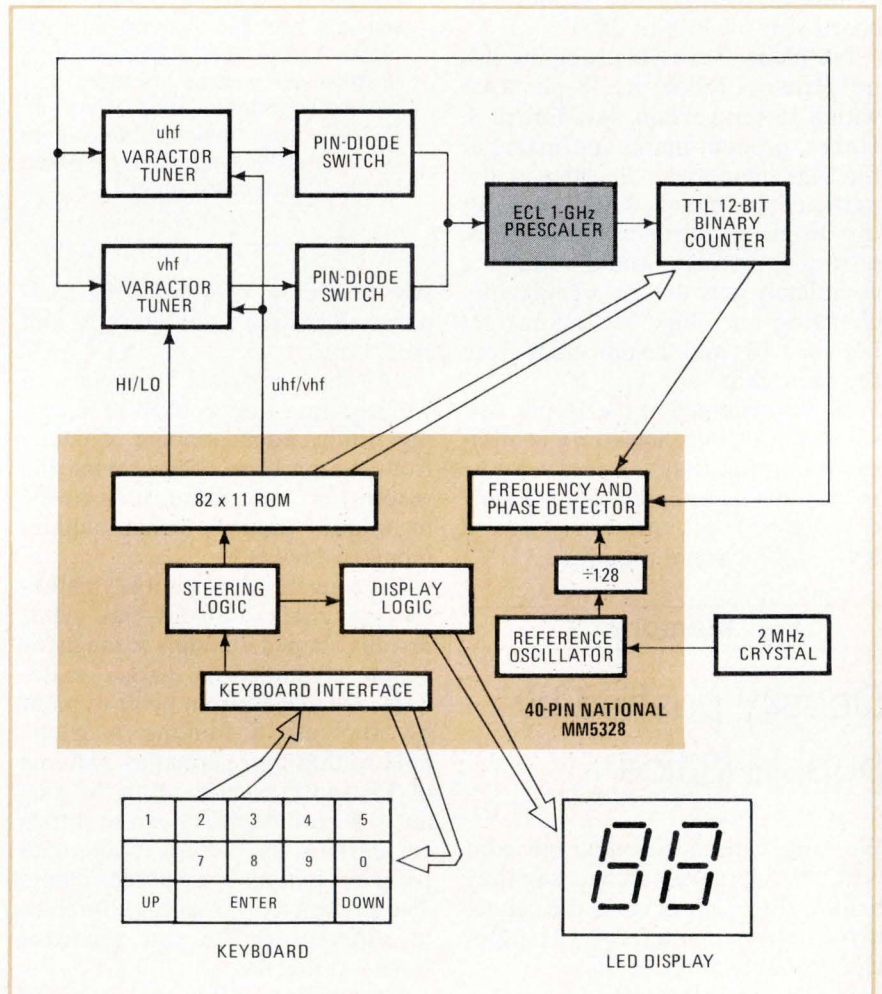 uhf
VARACTOR
TUNER
PIN-DIODE
SWITCH
ECL 1-GHz
PRESCALER
TTL 12-BIT
BINARY
COUNTER
vhf
VARACTOR
TUNER
PIN-DIODE
SWITCH
HI/LO
uhf/vhf
82 x 11 ROM
FREQUENCY AND
PHASE DETECTOR
÷128
STEERING
LOGIC
DISPLAY
LOGIC
REFERENCE
OSCILLATOR
2 MHz
CRYSTAL
KEYBOARD INTERFACE
40-PIN NATIONAL
MM5328
1 2 3 4 5
6 7 8 9 0
UP ENTER DOWN
88
KEYBOARD
LED DISPLAY